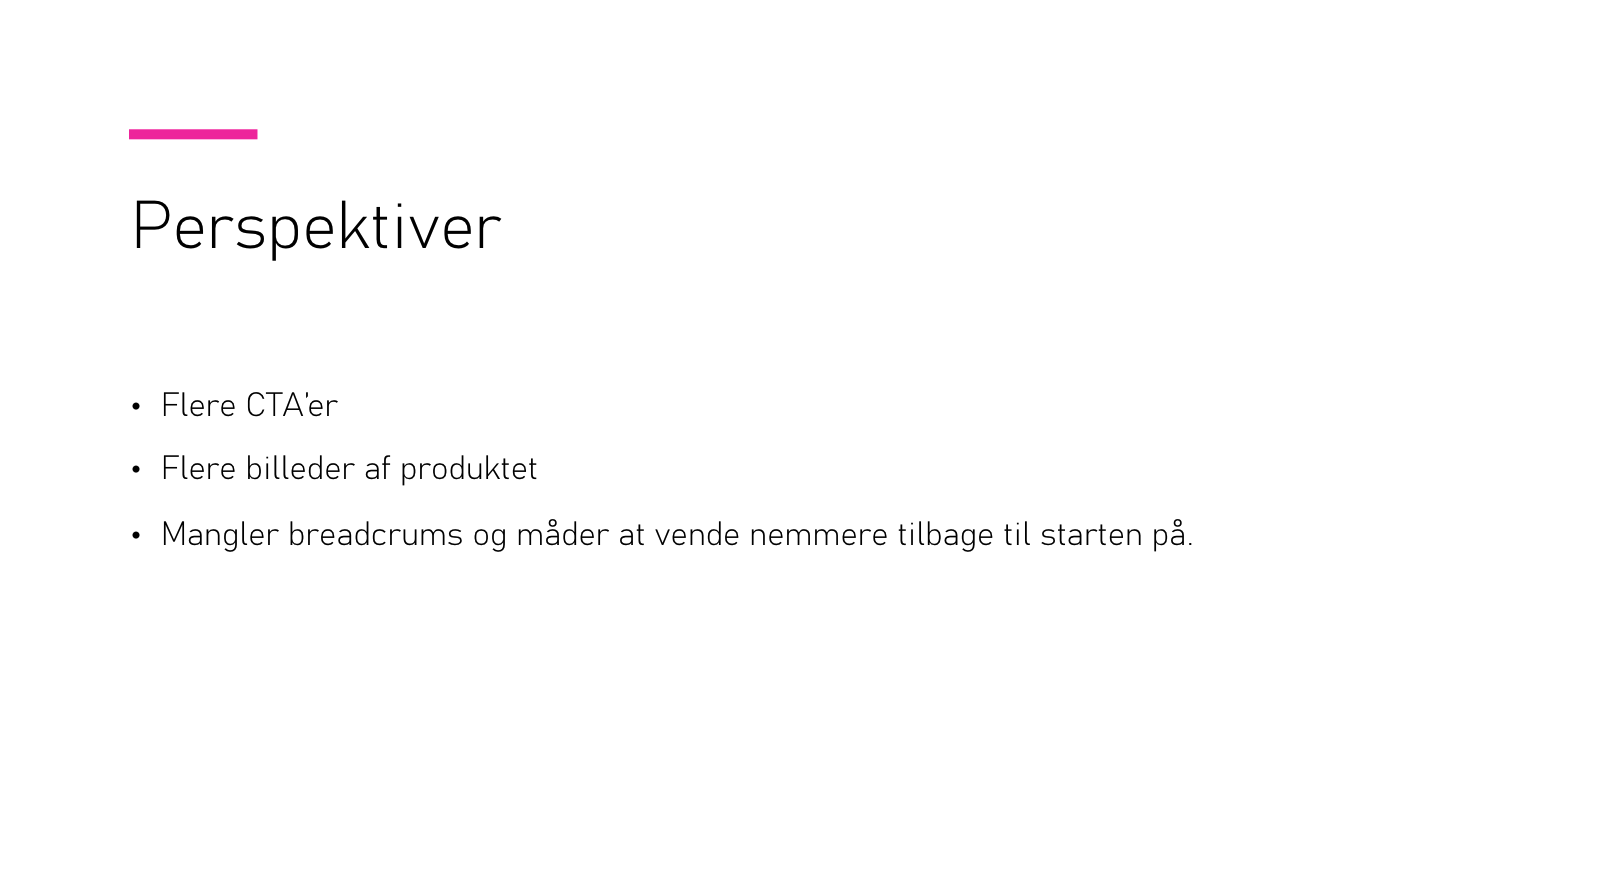 Perspektiver
• Flere CTA'er
• Flere billeder af produktet
• Mangler breadcrums og måder at vende nemmere tilbage til starten på.